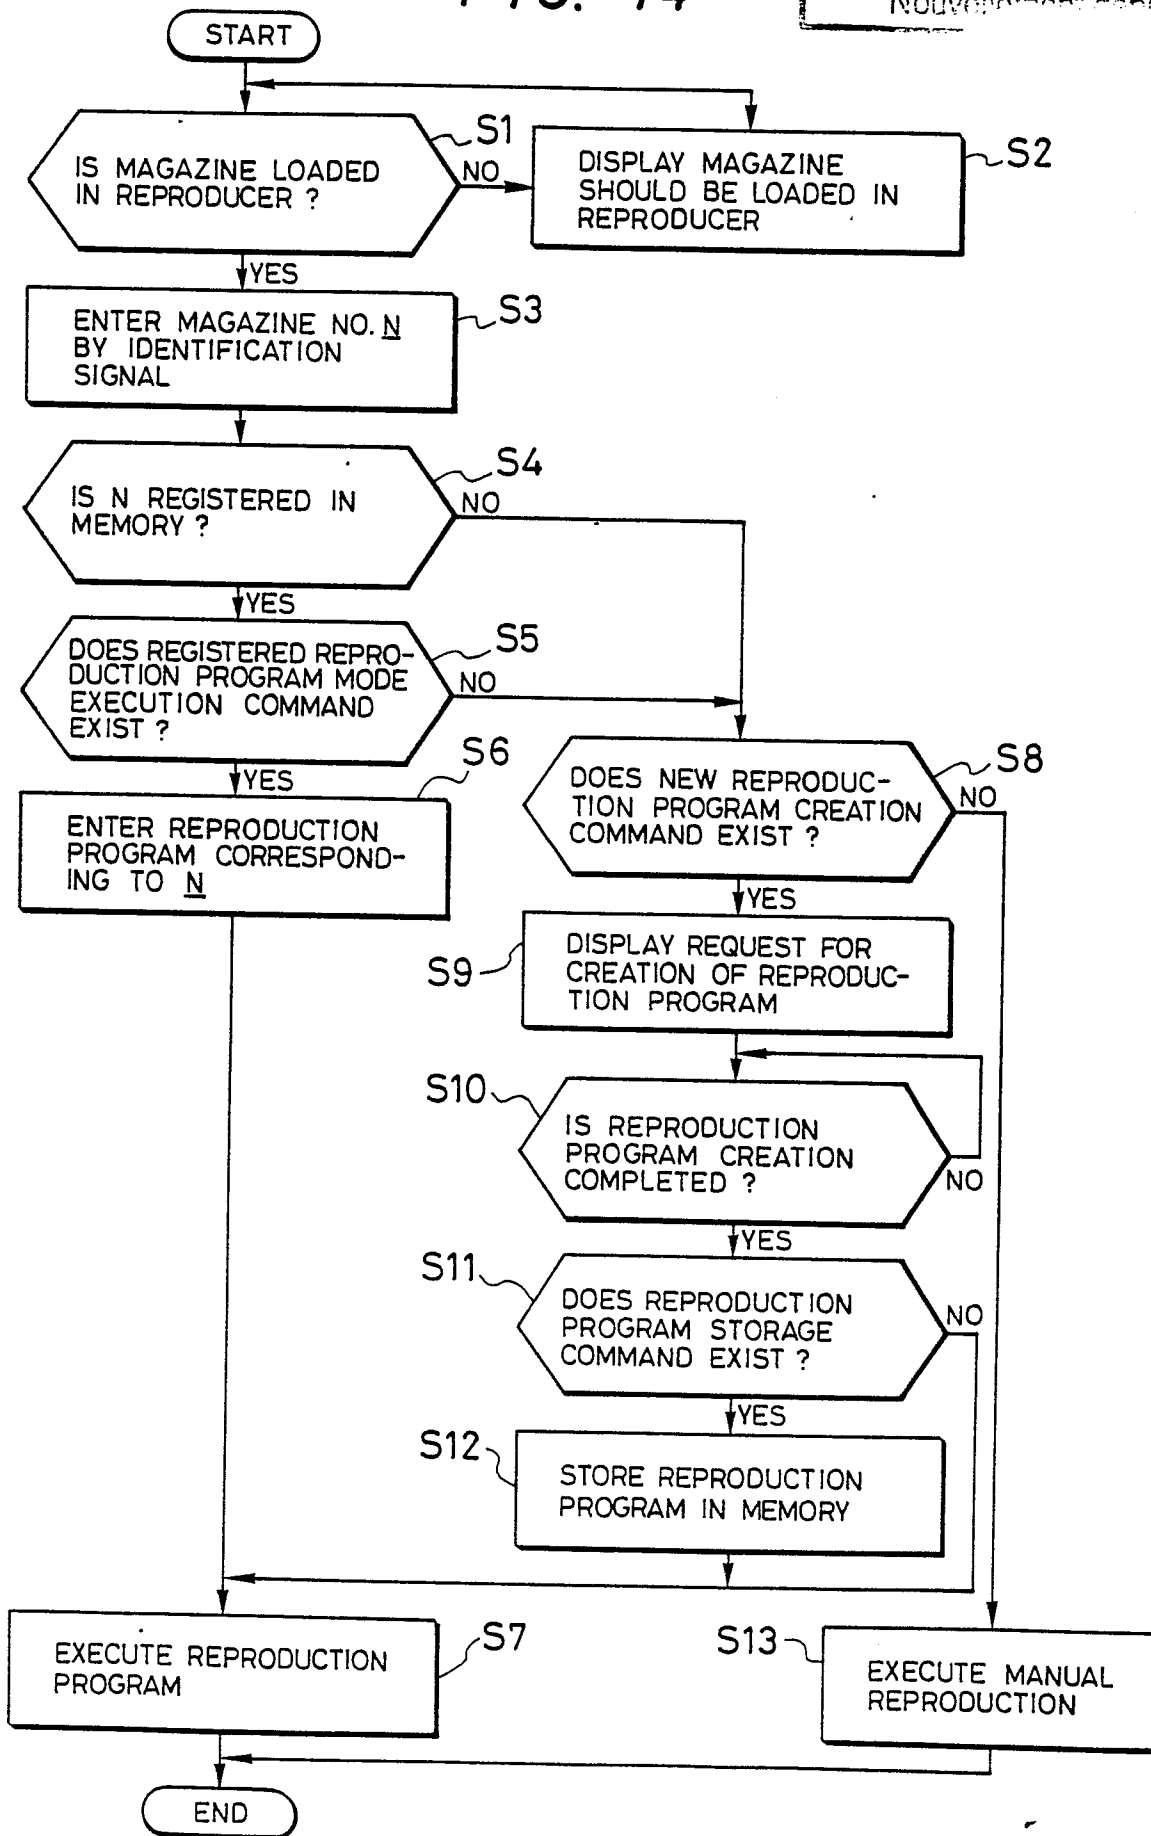 START
IS MAGAZINE LOADED
IN REPRODUCER ?
S1
NO
DISPLAY MAGAZINE
SHOULD BE LOADED IN
REPRODUCER
S2
YES
ENTER MAGAZINE NO. N
BY IDENTIFICATION
SIGNAL
S3
IS N REGISTERED IN
MEMORY ?
S4
NO
YES
DOES REGISTERED REPRO-
DUCTION PROGRAM MODE
EXECUTION COMMAND
EXIST ?
S5
NO
YES
S6
ENTER REPRODUCTION
PROGRAM CORRESPOND-
ING TO N
DOES NEW REPRODUC-
TION PROGRAM CREATION
COMMAND EXIST ?
S8
NO
YES
S9
DISPLAY REQUEST FOR
CREATION OF REPRODUC-
TION PROGRAM
S10
IS REPRODUCTION
PROGRAM CREATION
COMPLETED ?
NO
YES
S11
DOES REPRODUCTION
PROGRAM STORAGE
COMMAND EXIST ?
NO
YES
S12
STORE REPRODUCTION
PROGRAM IN MEMORY
EXECUTE REPRODUCTION
PROGRAM
S7
S13
EXECUTE MANUAL
REPRODUCTION
END